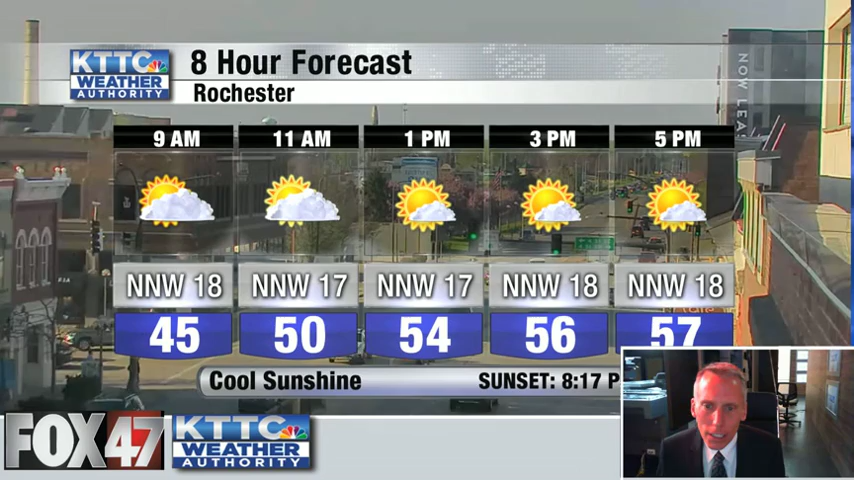 KTTC
WEATHER
AUTHORITY
8 Hour Forecast
Rochester
NOW LEAS
9 AM 11 AM 1 PM 3 PM 5 PM
NNW 18 NNW 17 NNW 17 NNW 18 NNW 18
45 50 54 56 57
Cool Sunshine SUNSET: 8:17 P
FOX47
KTTC
WEATHER
AUTHORITY